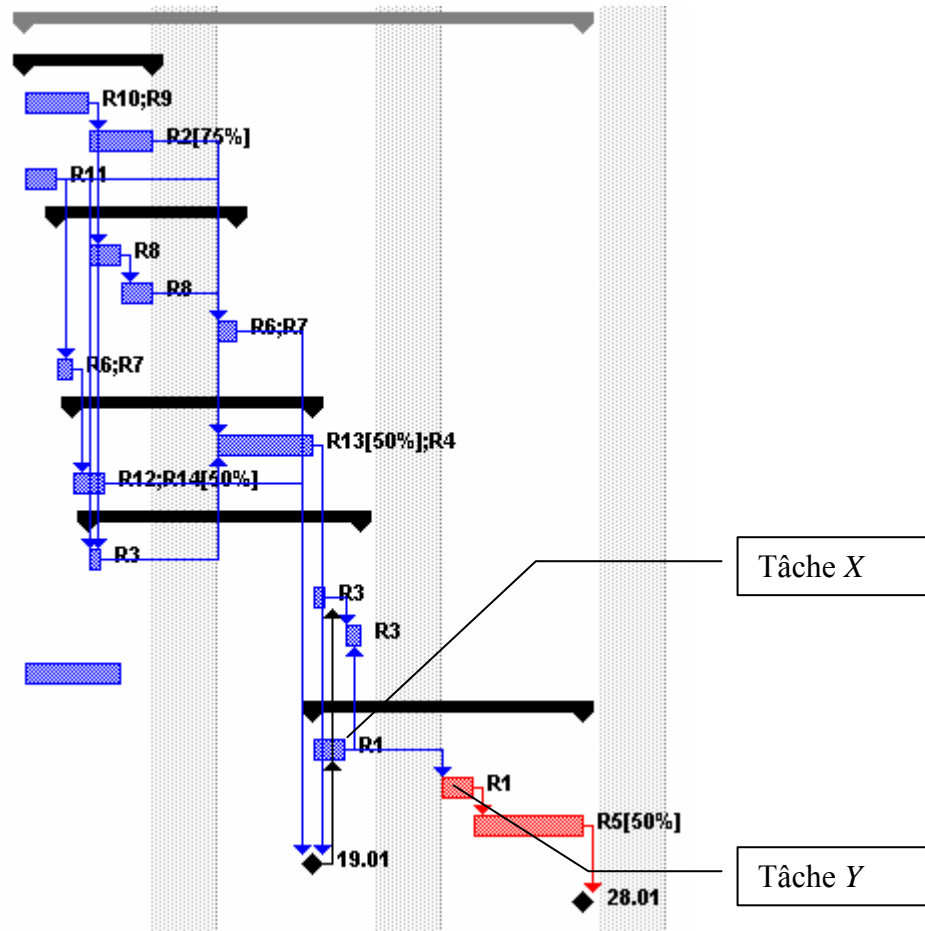 R10;R9
R2[75%]
R11
R8
R8
R6;R7
R6;R7
R13[50%];R4
R12;R14[50%]
R3
Tâche X
R3
R3
R1
R1
R5[50%]
19.01
Tâche Y
28.01